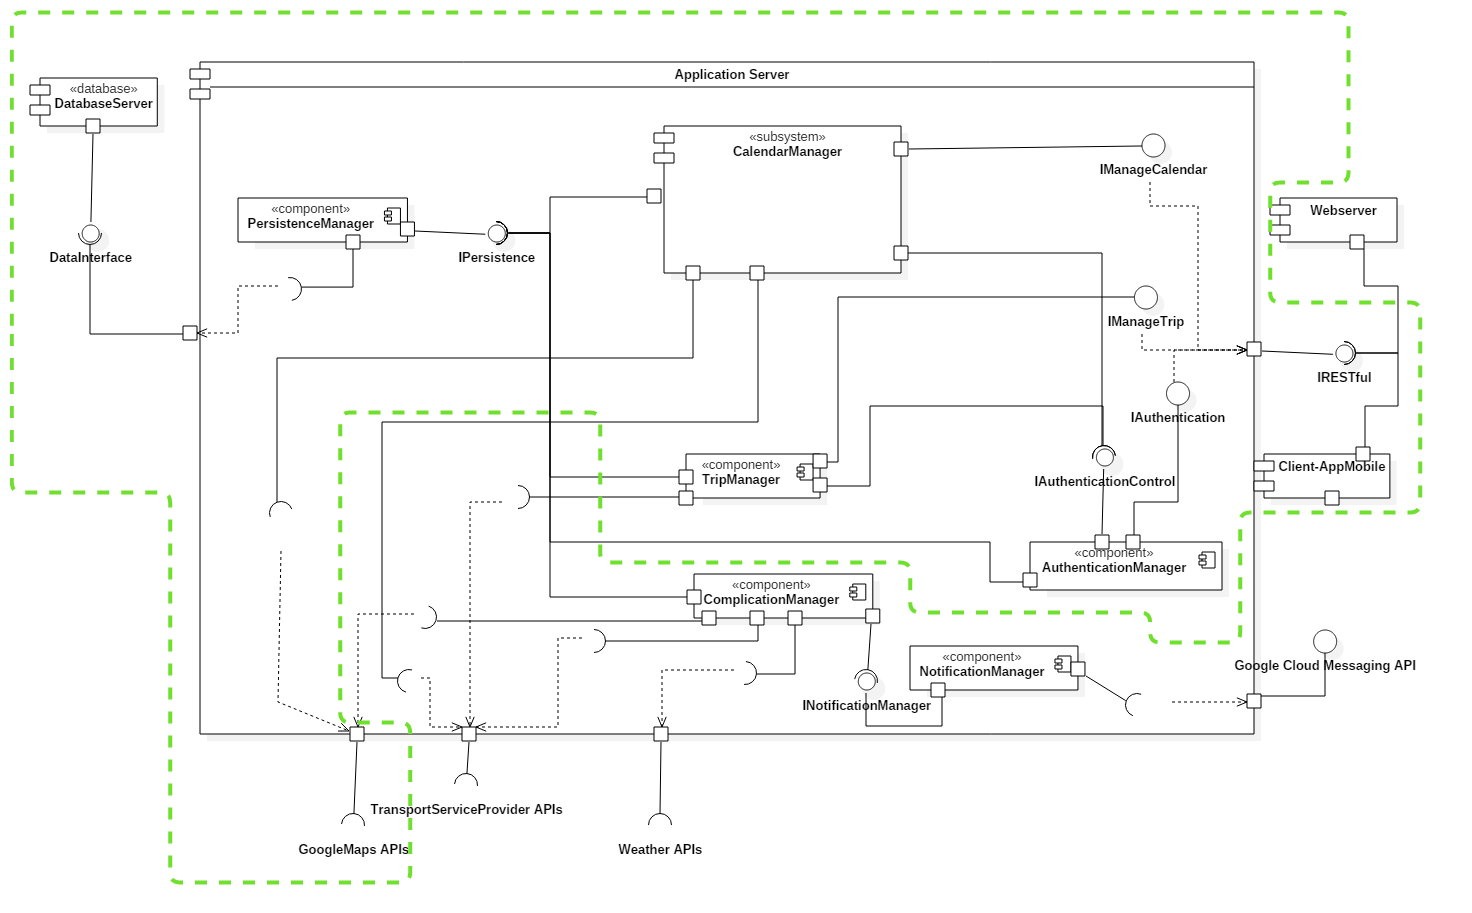 Application Server
«database»
DatabaseServer
«subsystem»
CalendarManager
IManageCalendar
«component»
PersistenceManager
Webserver
DataInterface
IPersistence
IManageTrip
IRESTful
IAuthentication
«component»
TripManager
Client-AppMobile
IAuthenticationControl
«component»
AuthenticationManager
«component»
ComplicationManager
«component»
NotificationManager
Google Cloud Messaging API
INotificationManager
TransportServiceProvider APIs
GoogleMaps APIs
Weather APIs